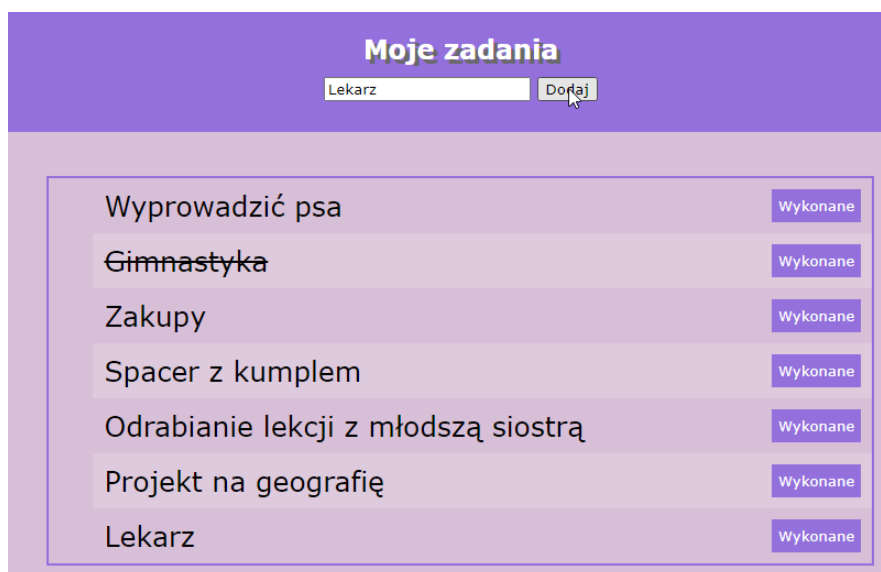 Moje zadania
Lekarz Dodaj
Wyprowadzić psa Wykonane
Gimnastyka Wykonane
Zakupy Wykonane
Spacer z kumplem Wykonane
Odrabianie lekcji z młodszą siostrą Wykonane
Projekt na geografię Wykonane
Lekarz Wykonane